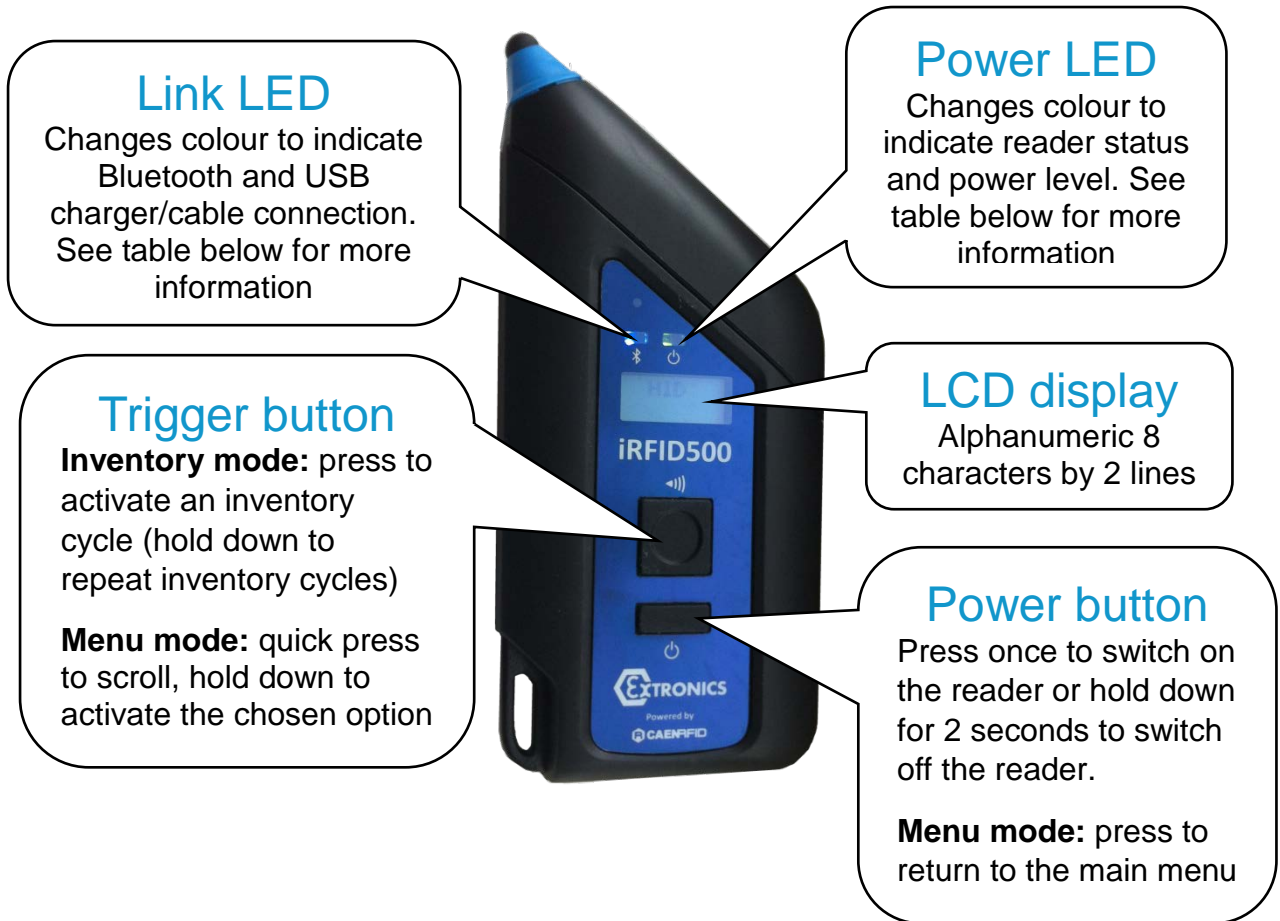 Link LED
Changes colour to indicate
Bluetooth and USB
charger/cable connection.
See table below for more
information
Power LED
Changes colour to
indicate reader status
and power level. See
table below for more
information
Trigger button
Inventory mode: press to
activate an inventory
cycle (hold down to
repeat inventory cycles)
Menu mode: quick press
to scroll, hold down to
activate the chosen option
LCD display
Alphanumeric 8
characters by 2 lines
Power button
Press once to switch on
the reader or hold down
for 2 seconds to switch
off the reader.
Menu mode: press to
return to the main menu
HID
iRFID500
EXTRONICS
Powered by
CAENRFID